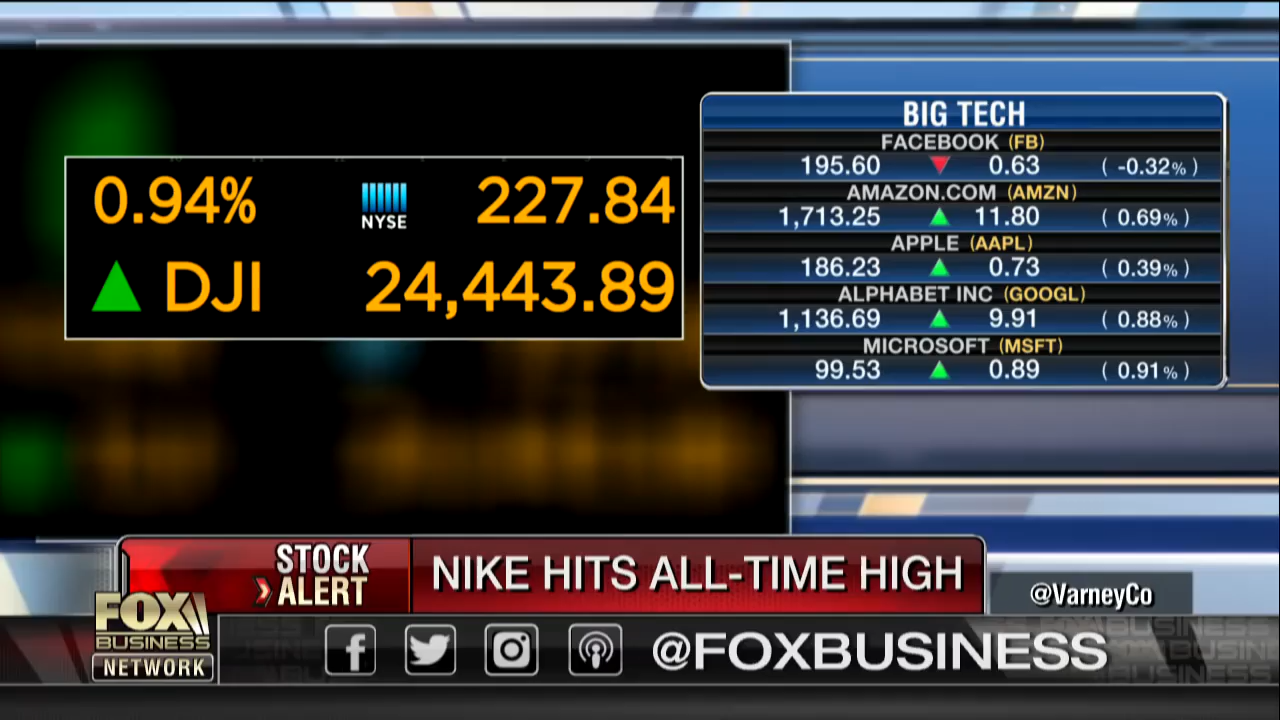 0.94% NYSE 227.84
DJI 24,443.89
BIG TECH
FACEBOOK (FB)
195.60 0.63 ( -0.32% )
AMAZON.COM (AMZN)
1,713.25 11.80 ( 0.69% )
APPLE (AAPL)
186.23 0.73 ( 0.39% )
ALPHABET INC (GOOGL)
1,136.69 9.91 ( 0.88% )
MICROSOFT (MSFT)
99.53 0.89 ( 0.91% )
STOCK
ALERT
NIKE HITS ALL-TIME HIGH
@VarneyCo
FOX
BUSINESS
NETWORK
@FOXBUSINESS